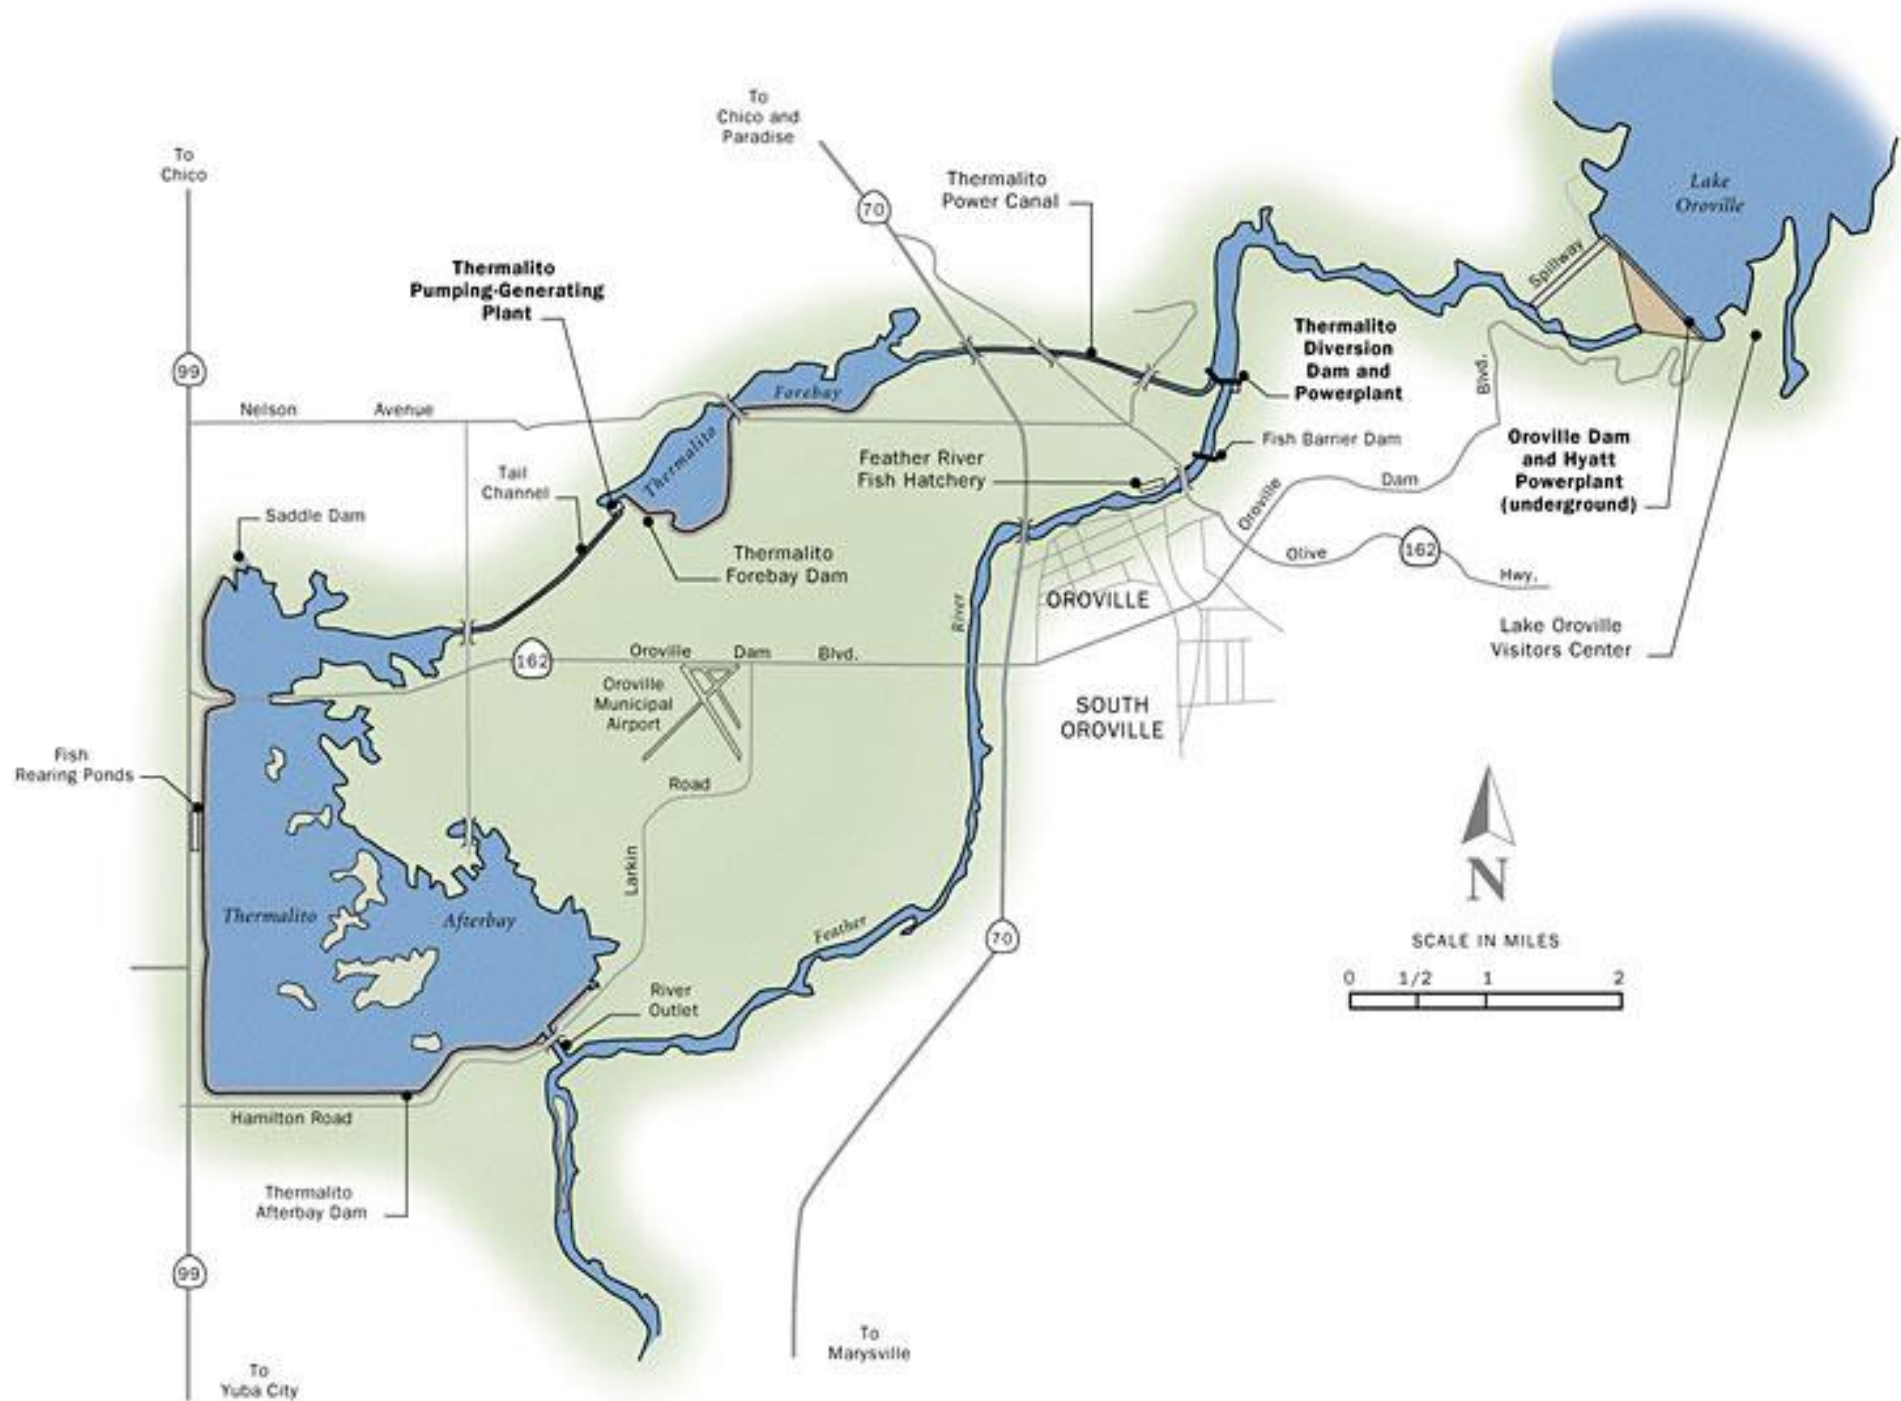 To
Chico and
Paradise
To
Chico
Thermalito
Power Canal
70
Lake
Oroville
Spillway
Thermalito
Pumping-Generating
Plant
Thermalito
Diversion
Dam and
Powerplant
99
Forebay
Nelson
Avenue
Blvd.
Thermalito
Fish Barrier Dam
Oroville Dam
and Hyatt
Powerplant
(underground)
Feather River
Fish Hatchery
Tail
Channel
Oroville
Dam
Saddle Dam
Thermalito
Forebay Dam
Olive
162
Hwy.
River
OROVILLE
Lake Oroville
Visitors Center
162
Oroville
Dam
Blvd.
Oroville
Municipal
Airport
SOUTH
OROVILLE
Fish
Rearing Ponds
Road
Larkin
N
Thermalito
Afterbay
Feather
70
SCALE IN MILES
0
1/2
1
2
River
Outlet
Hamilton Road
Thermalito
Afterbay Dam
99
To
Marysville
To
Yuba City